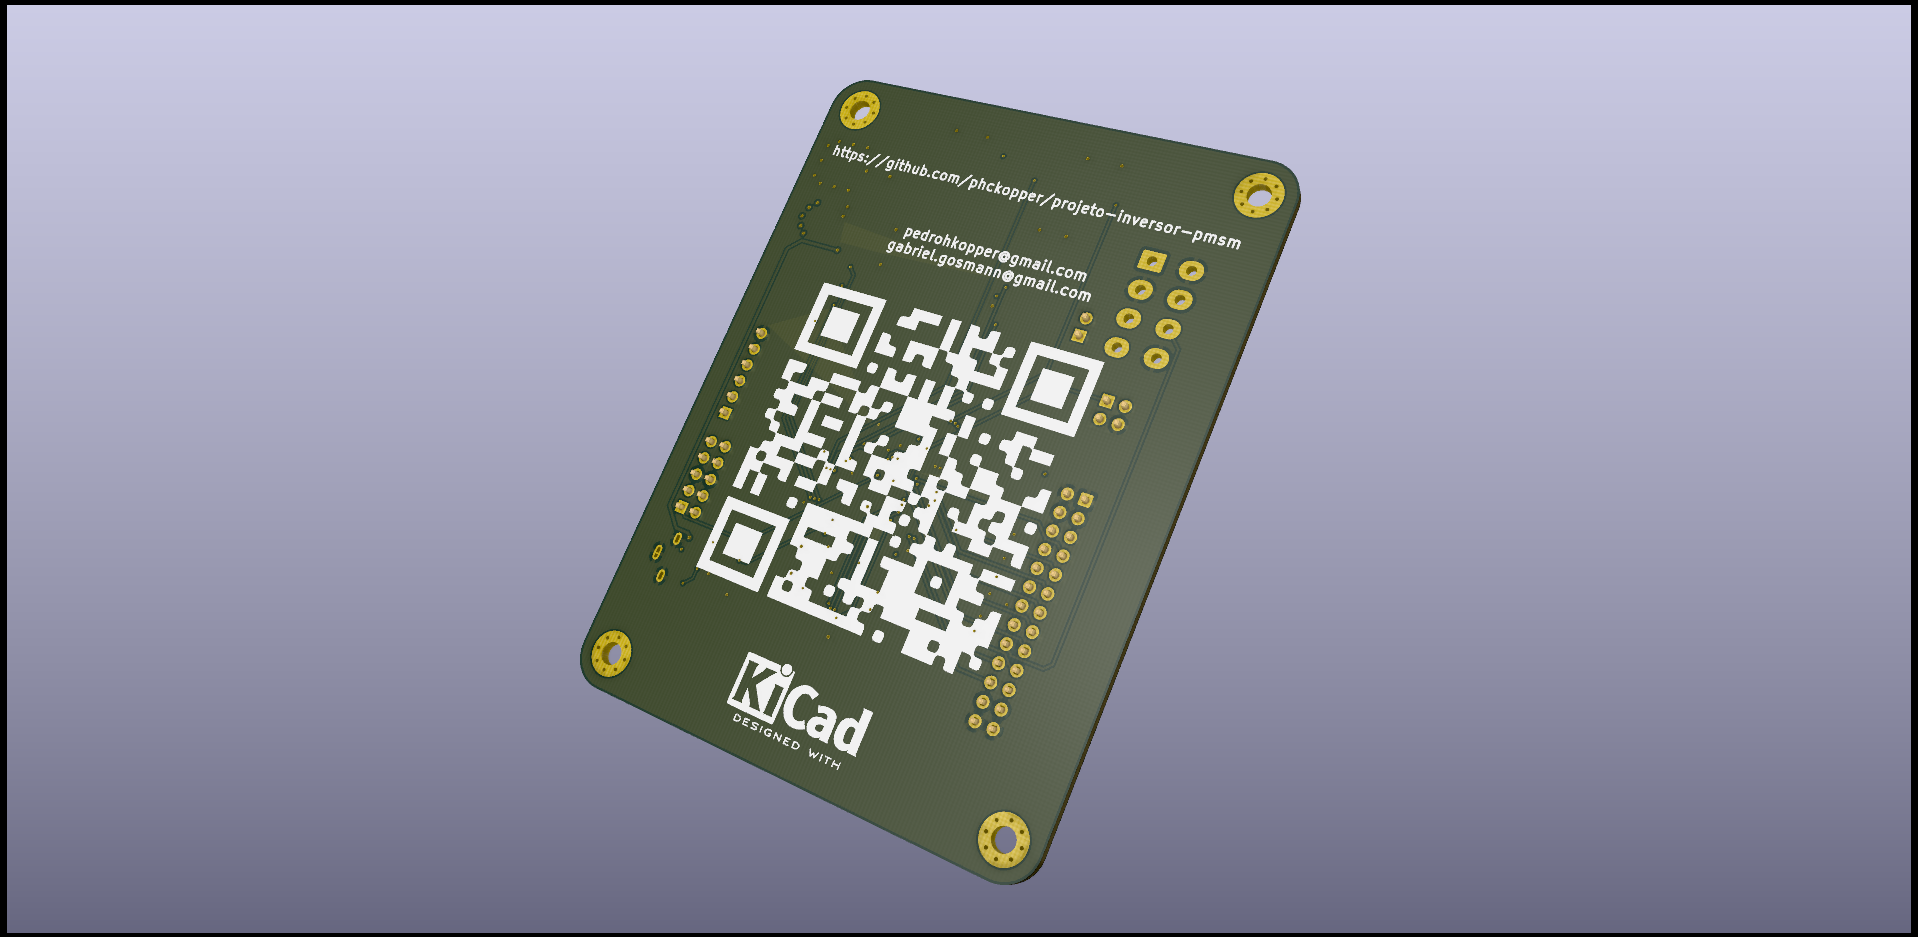 https://github.com/phckopper/projeto-inversor-pmsm
pedrohkopper@gmail.com
gabriel.gosmann@gmail.com
KiCad
DESIGNED WITH